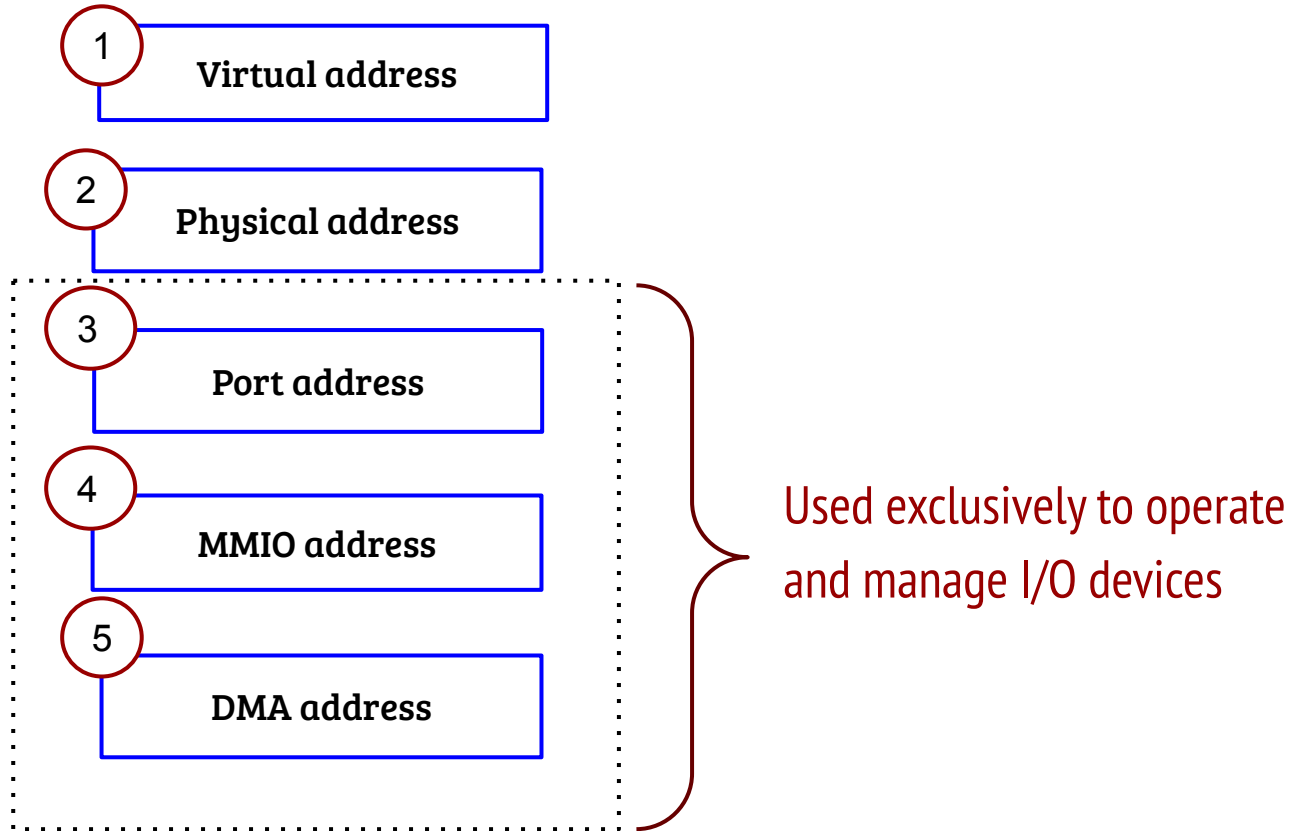 1
Virtual address
2
Physical address
3
Port address
4
MMIO address
5
DMA address
Used exclusively to operate
and manage I/O devices